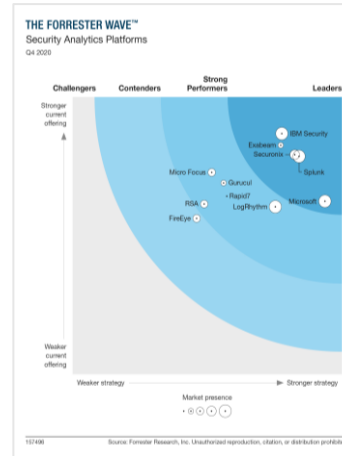 THE FORRESTER WAVE™
Security Analytics Platforms
Q4 2020
Challengers Contenders Strong Performers Leaders
Stronger
current
offering
IBM Security
Exabeam
Securonix
Splunk
Micro Focus
Gurucul
Rapid7
Microsoft
RSA
LogRhythm
FireEye
Weaker
current
offering
Weaker strategy Stronger strategy
Market presence
137496 Source: Forrester Research, Inc. Unauthorized reproduction, citation, or distribution prohibite